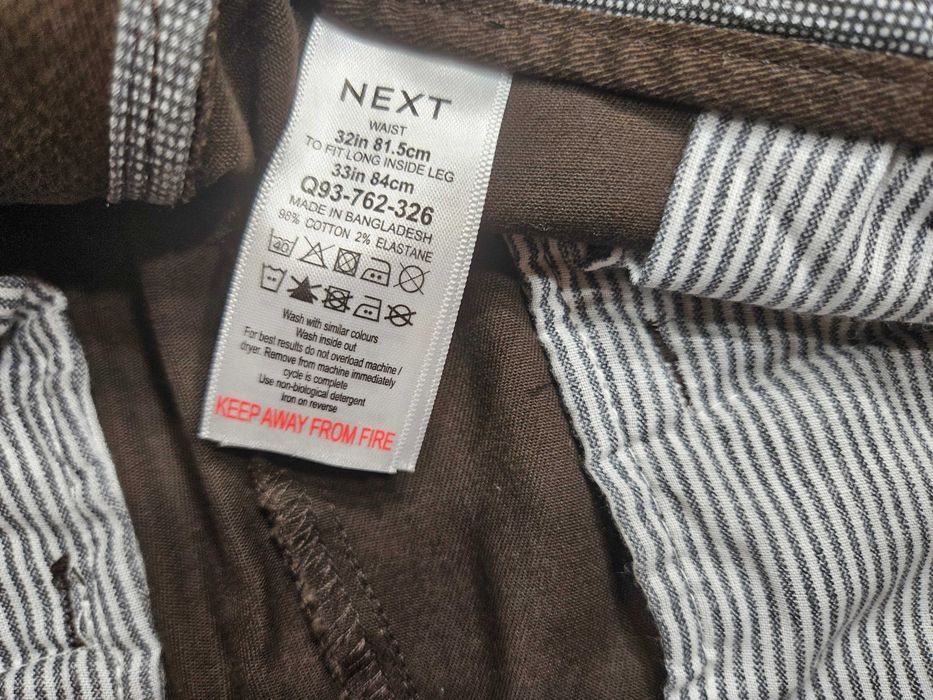 NEXT
WAIST
32in 81.5cm
TO FIT LONG INSIDE LEG
33in 84cm
Q93-762-326
MADE IN BANGLADESH
98% COTTON 2% ELASTANE
40
Wash with similar colours
Wash inside out
For best results do not overload machine /
dryer. Remove from machine immediately
cycle is complete
Use non-biological detergent
Iron on reverse
KEEP AWAY FROM FIRE